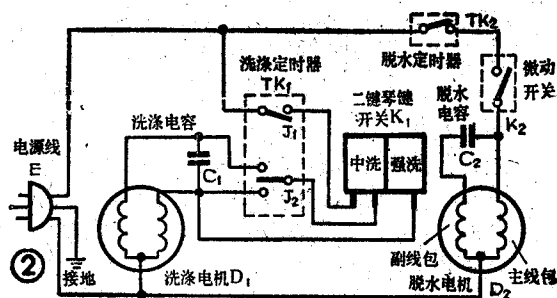 TK₂
脱水定时器
微动
开关
K₂
洗涤定时器
TK₁
J₁
J₂
二键琴键
开关K₁
中洗
强洗
脱水
电容
C₂
洗涤电容
C₁
电源线
E
接地
②
洗涤电机D₁
副线包
主线包
脱水电机
D₂